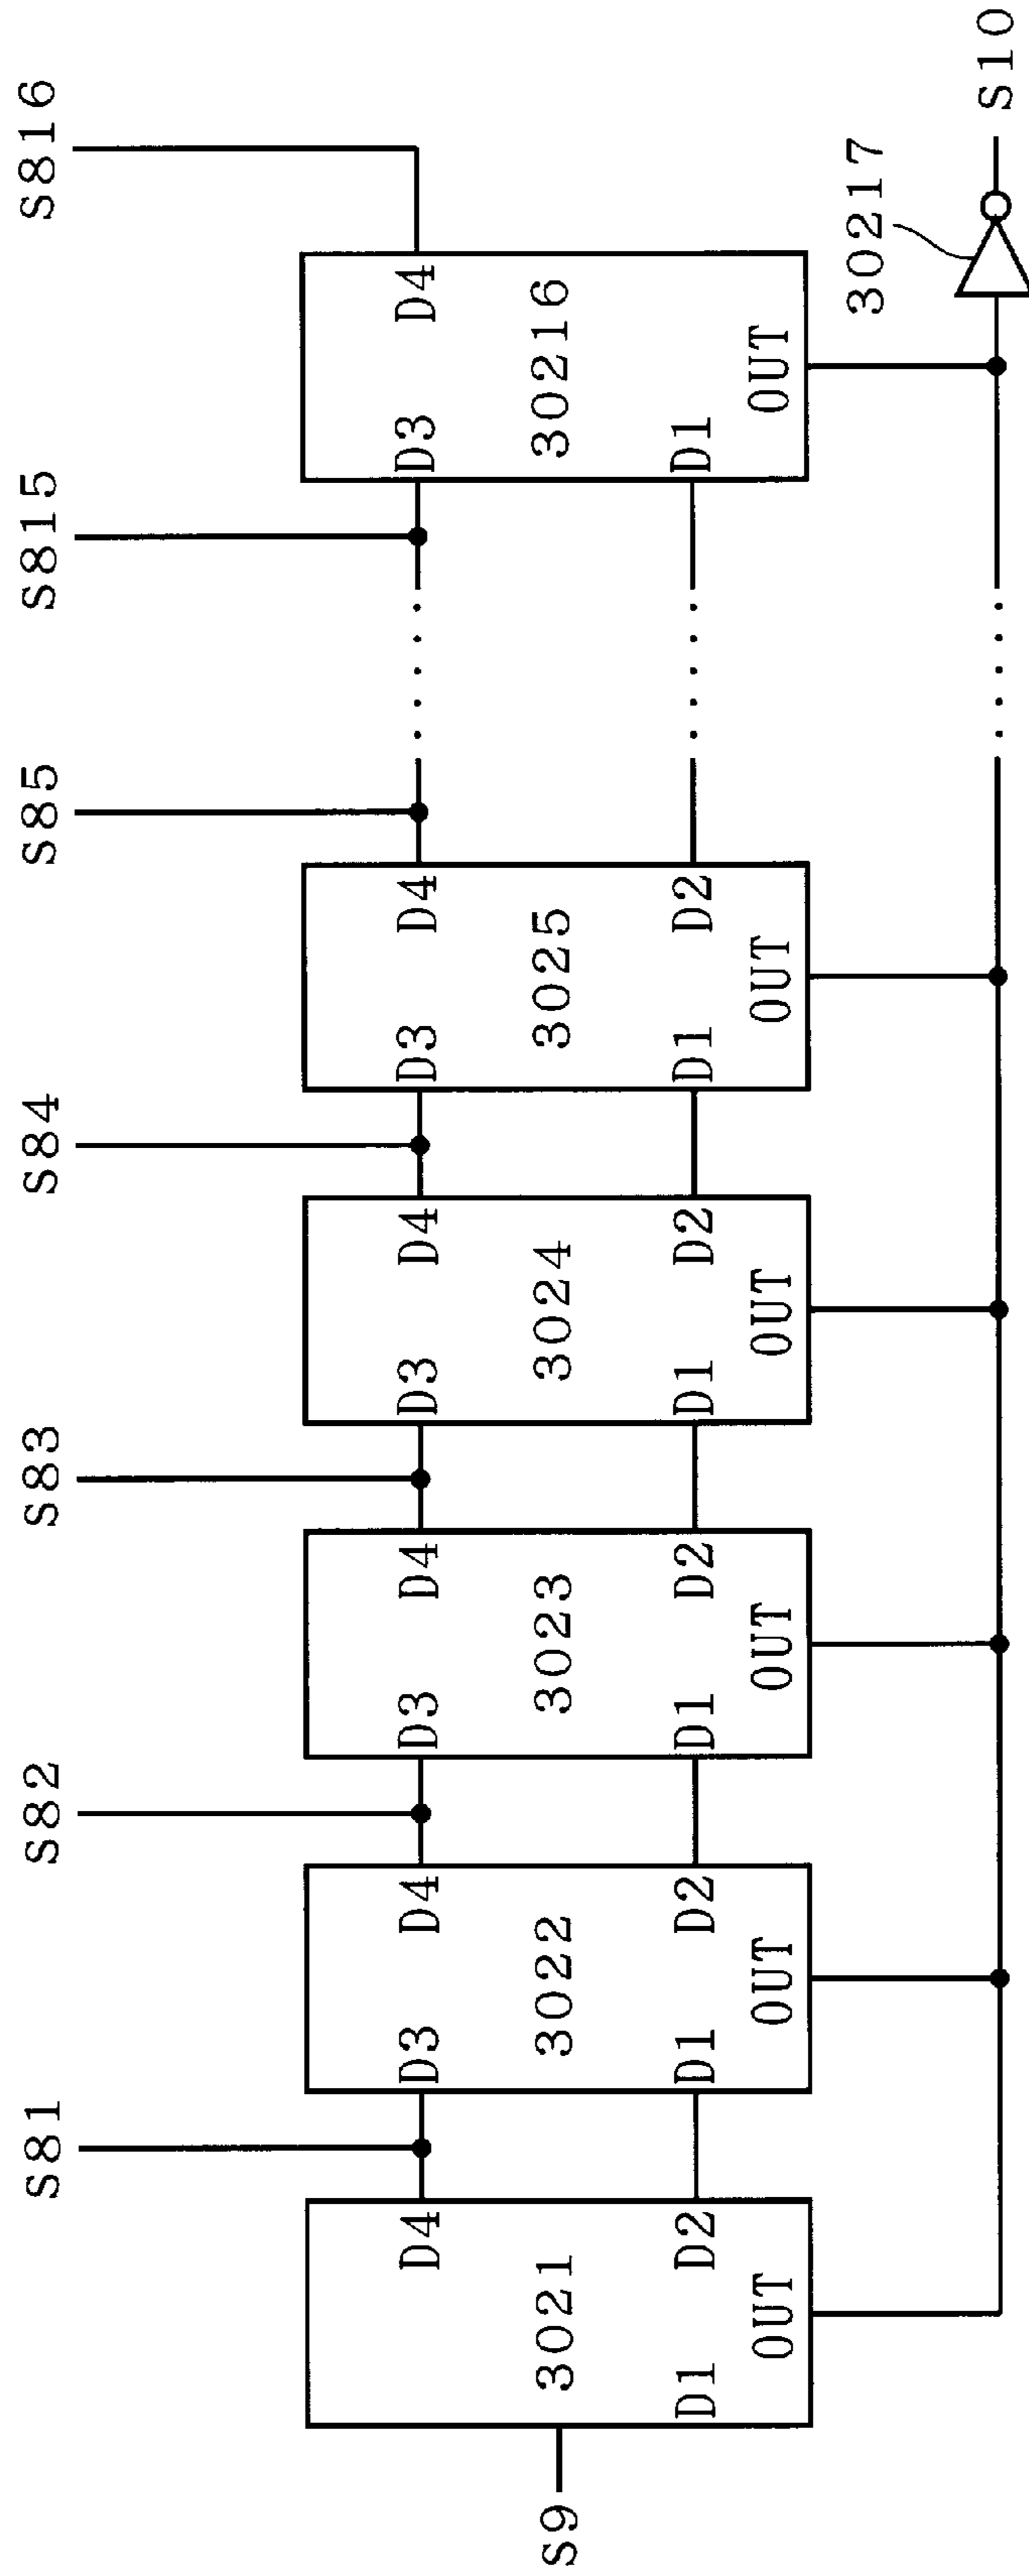 S81
S82
S83
S84
S85
S815
S816
D4
3021
D1
D2
OUT
D3
D4
3022
D1
D2
OUT
D3
D4
3023
D1
D2
OUT
D3
D4
3024
D1
D2
OUT
D3
D4
3025
D1
D2
OUT
D3
D4
30216
D1
OUT
S9
30217
S10